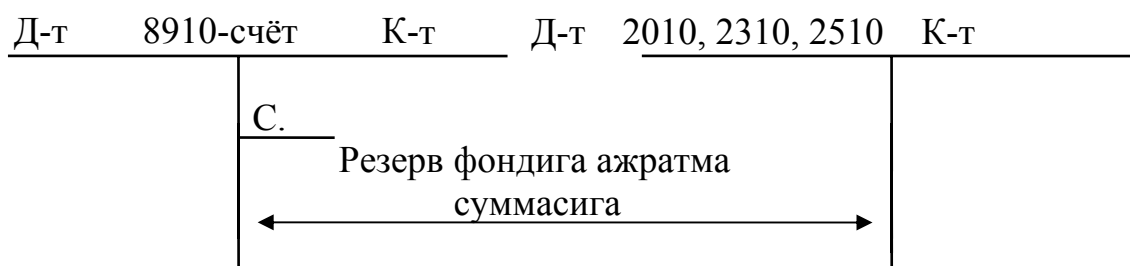 Д-т 8910-счёт К-т Д-т 2010, 2310, 2510 К-т
С.
Резерв фондига ажратма
суммасига